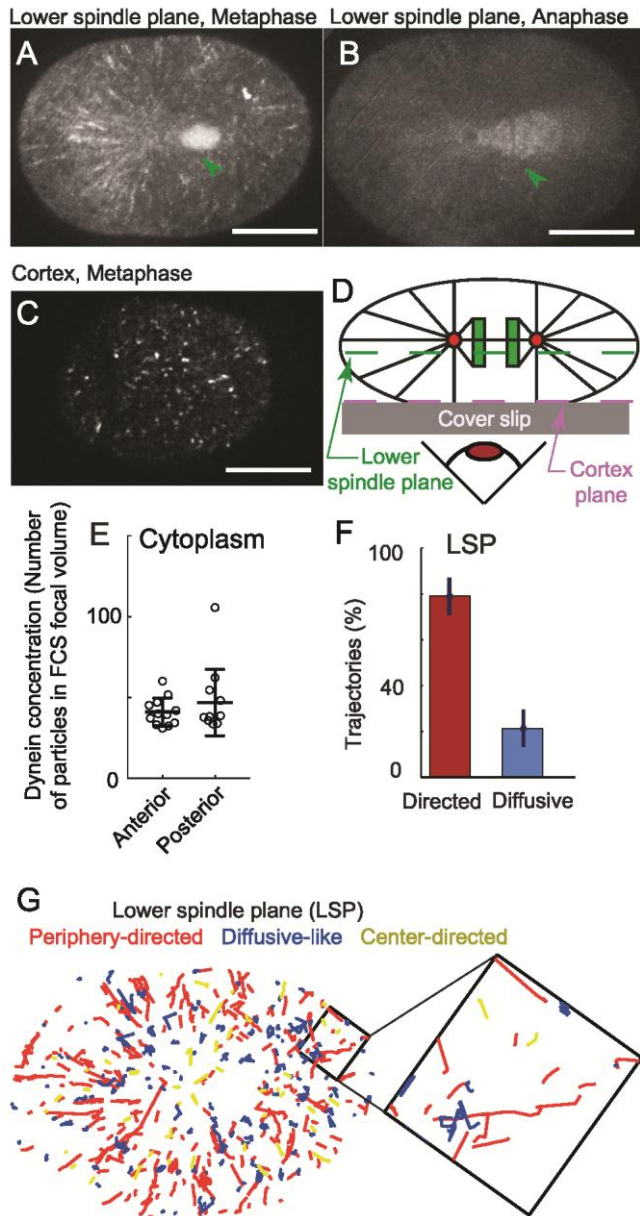 Lower spindle plane, Metaphase
Lower spindle plane, Anaphase
A
B
Cortex, Metaphase
C
D
Cover slip
Lower
spindle plane
Cortex
plane
E
Cytoplasm
Dynein concentration (Number
of particles in FCS focal volume)
100
0
Anterior
Posterior
F
LSP
Trajectories (%)
100
40
0
Directed
Diffusive
G
Lower spindle plane (LSP)
Periphery-directed Diffusive-like Center-directed